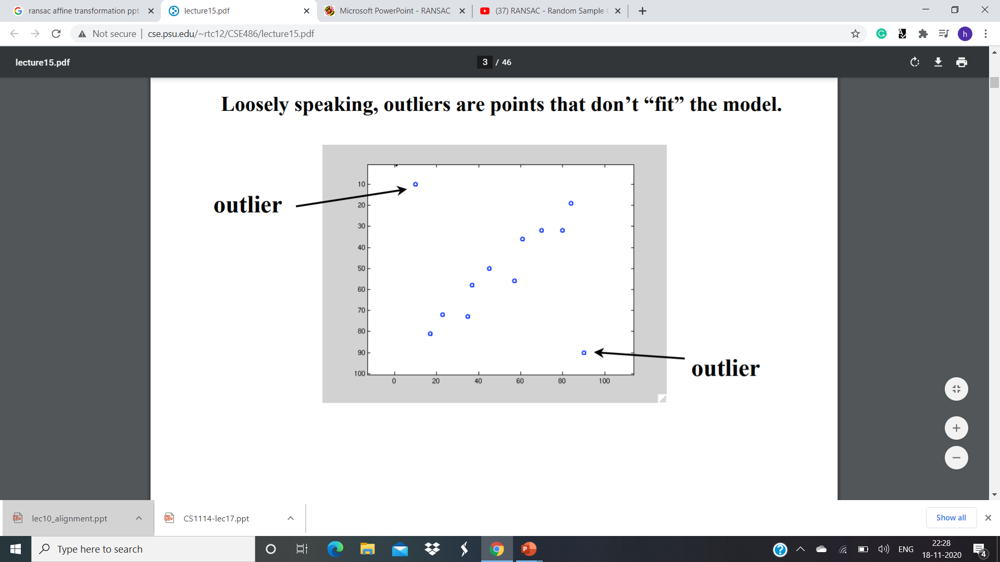 ransac affine transformation ppt
lecture15.pdf
Microsoft PowerPoint - RANSAC
(37) RANSAC - Random Sample
Not secure
cse.psu.edu/~rtc12/CSE486/lecture15.pdf
h
lecture15.pdf
3 / 46
Loosely speaking, outliers are points that don’t “fit” the model.
outlier
10
20
30
40
50
60
70
80
90
100
0 20 40 60 80 100
outlier
lec10_alignment.ppt
CS1114-lec17.ppt
Show all
Type here to search
ENG
22:28
18-11-2020
4